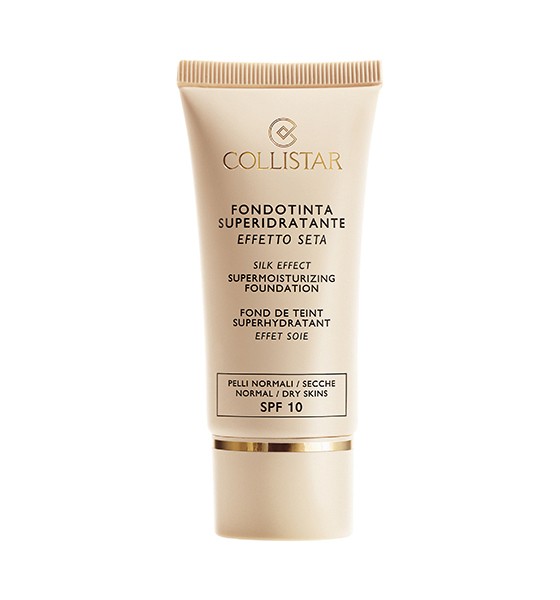 COLLISTAR
FONDOTINTA
SUPERIDRATANTE
EFFETTO SETA
SILK EFFECT
SUPERMOISTURIZING
FOUNDATION
FOND DE TEINT
SUPERHYDRATANT
EFFET SOIE
PELLI NORMALI / SECCHE
NORMAL / DRY SKINS
SPF 10